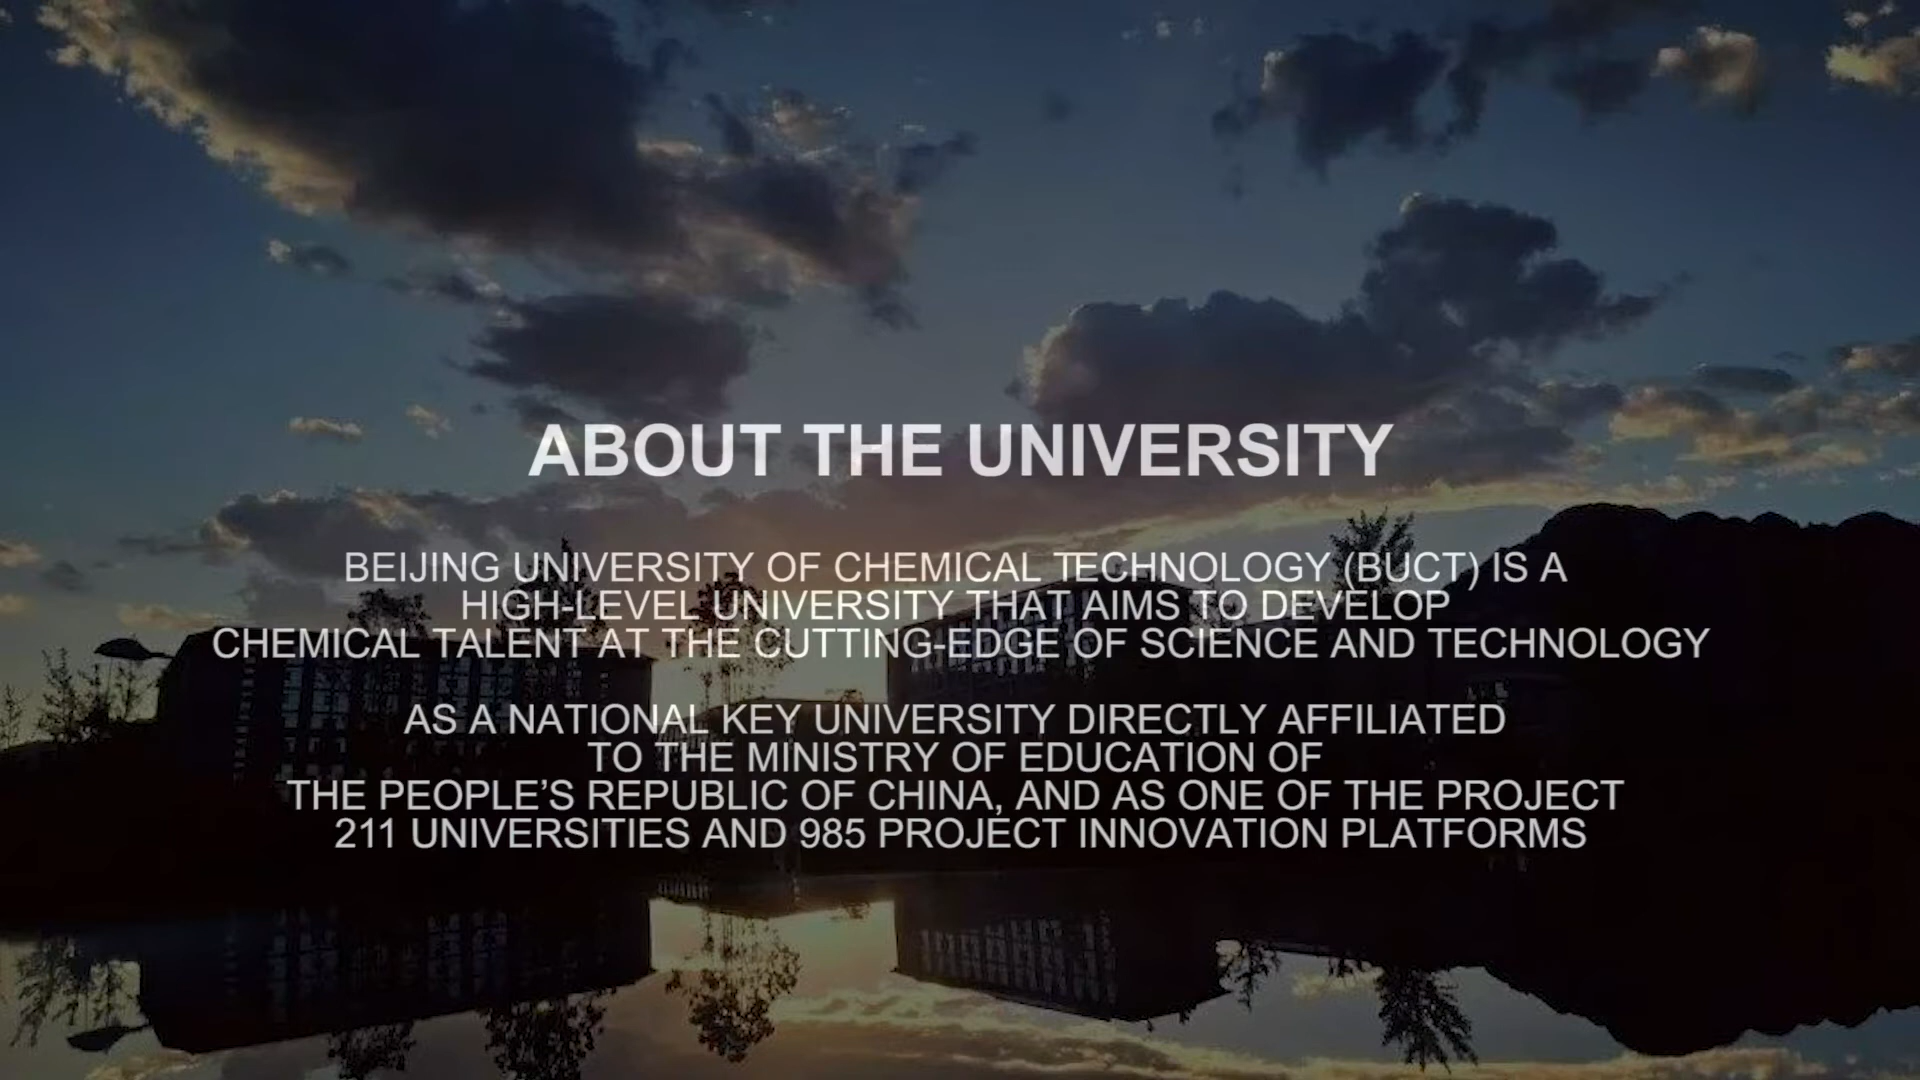 ABOUT THE UNIVERSITY
BEIJING UNIVERSITY OF CHEMICAL TECHNOLOGY (BUCT) IS A
HIGH-LEVEL UNIVERSITY THAT AIMS TO DEVELOP
CHEMICAL TALENT AT THE CUTTING-EDGE OF SCIENCE AND TECHNOLOGY
AS A NATIONAL KEY UNIVERSITY DIRECTLY AFFILIATED
TO THE MINISTRY OF EDUCATION OF
THE PEOPLE’S REPUBLIC OF CHINA, AND AS ONE OF THE PROJECT
211 UNIVERSITIES AND 985 PROJECT INNOVATION PLATFORMS